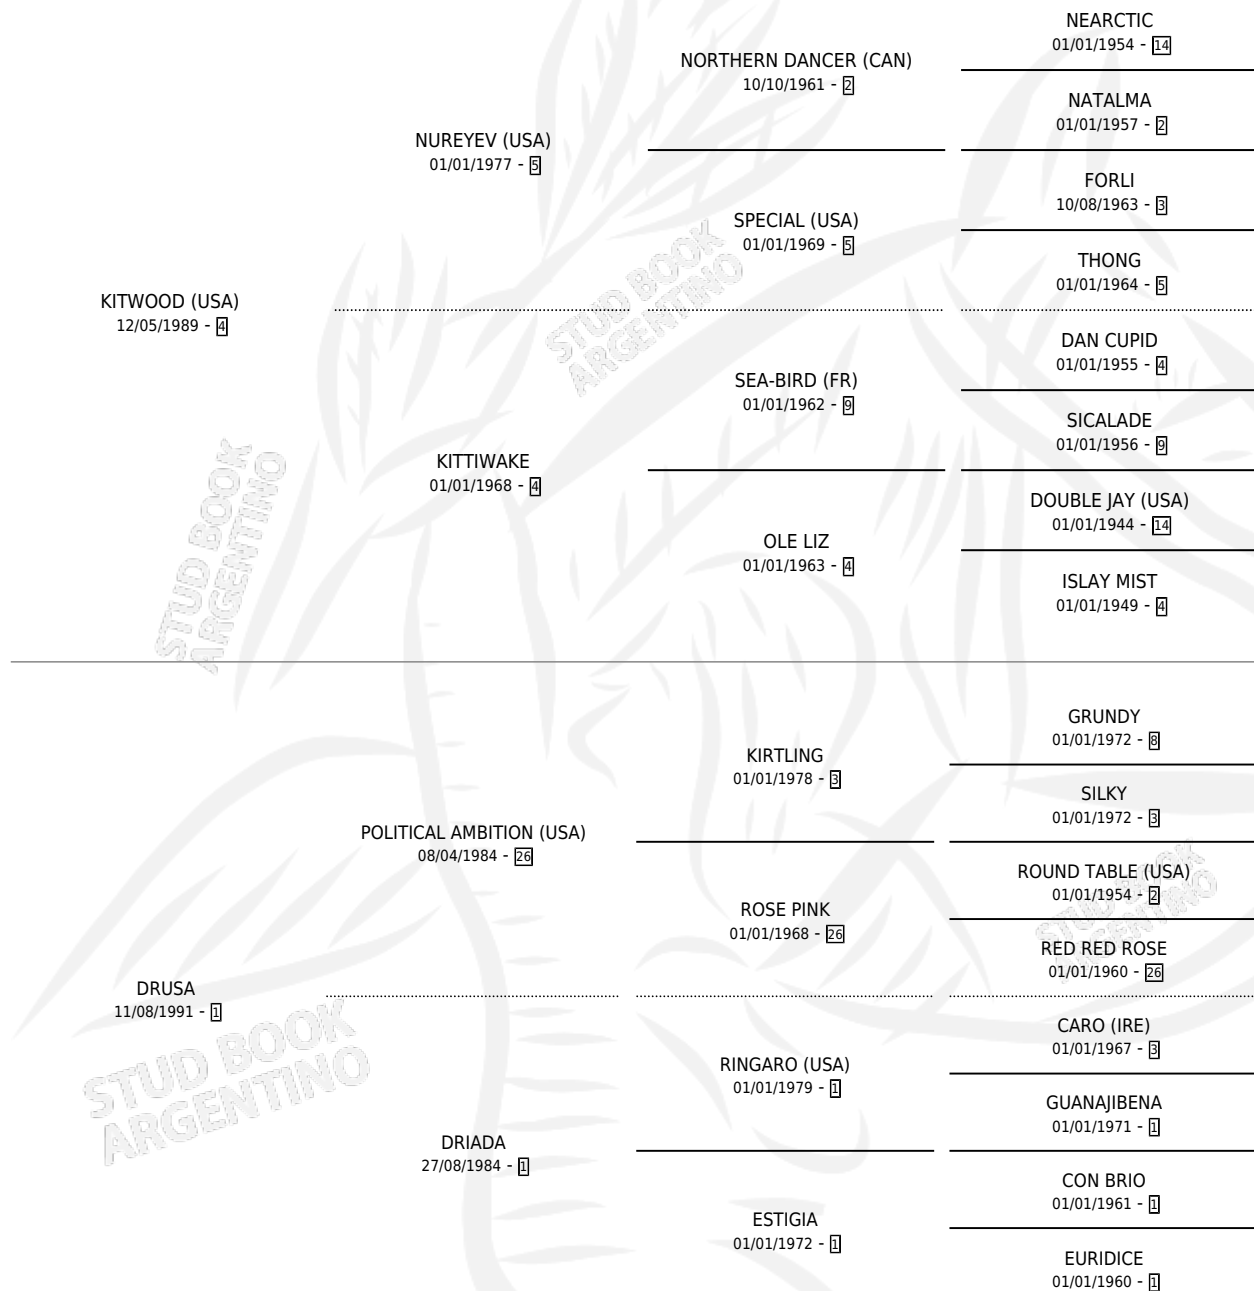 NEARCTIC
01/01/1954 - 14
NORTHERN DANCER (CAN)
10/10/1961 - 2
NATALMA
01/01/1957 - 2
NUREYEV (USA)
01/01/1977 - 5
FORLI
10/08/1963 - 3
SPECIAL (USA)
01/01/1969 - 5
THONG
01/01/1964 - 5
KITWOOD (USA)
12/05/1989 - 4
DAN CUPID
01/01/1955 - 4
SEA-BIRD (FR)
01/01/1962 - 9
SICALADE
01/01/1956 - 9
KITTIWAKE
01/01/1968 - 4
DOUBLE JAY (USA)
01/01/1944 - 14
OLE LIZ
01/01/1963 - 4
ISLAY MIST
01/01/1949 - 4
GRUNDY
01/01/1972 - 8
KIRTLING
01/01/1978 - 3
SILKY
01/01/1972 - 3
POLITICAL AMBITION (USA)
08/04/1984 - 26
ROUND TABLE (USA)
01/01/1954 - 2
ROSE PINK
01/01/1968 - 26
RED RED ROSE
01/01/1960 - 26
DRUSA
11/08/1991 - 1
CARO (IRE)
01/01/1967 - 3
RINGARO (USA)
01/01/1979 - 1
GUANAJIBENA
01/01/1971 - 1
DRIADA
27/08/1984 - 1
CON BRIO
01/01/1961 - 1
ESTIGIA
01/01/1972 - 1
EURIDICE
01/01/1960 - 1
STUD BOOK
ARGENTINO
STUD BOOK
ARGENTINO
STUD BOOK
ARGENTINO
STUD BOOK
ARGENTINO